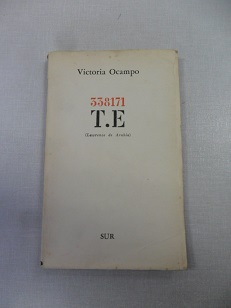 Victoria Ocampo
338171
T.E
(Lawrence de Arabia)
SUR